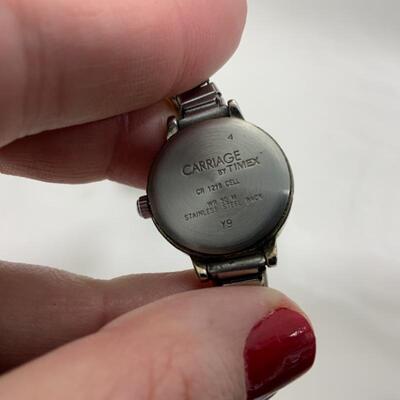 4
CARRIAGE
BY TIMEX
CR 1216 CELL
WR 30 M
STAINLESS STEEL BACK
Y9